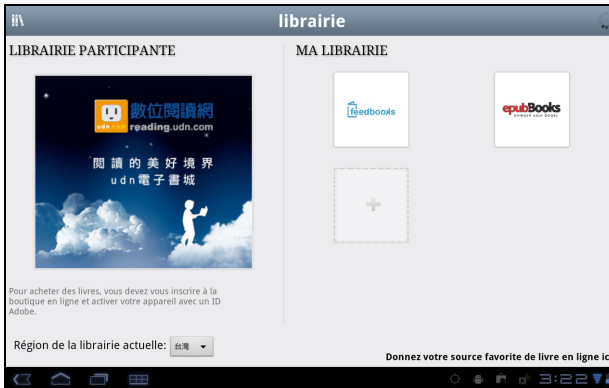 librairie
LIBRAIRIE PARTICIPANTE
udn.com
數位閱讀網
reading.udn.com
閱讀的美好境界
udn電子書城
Pour acheter des livres, vous devez vous inscrire à la
boutique en ligne et activer votre appareil avec un ID
Adobe.
Région de la librairie actuelle: 台灣
MA LIBRAIRIE
feedbooks
epubBooks
unleash your books
Donnez votre source favorite de livre en ligne ic
3:22